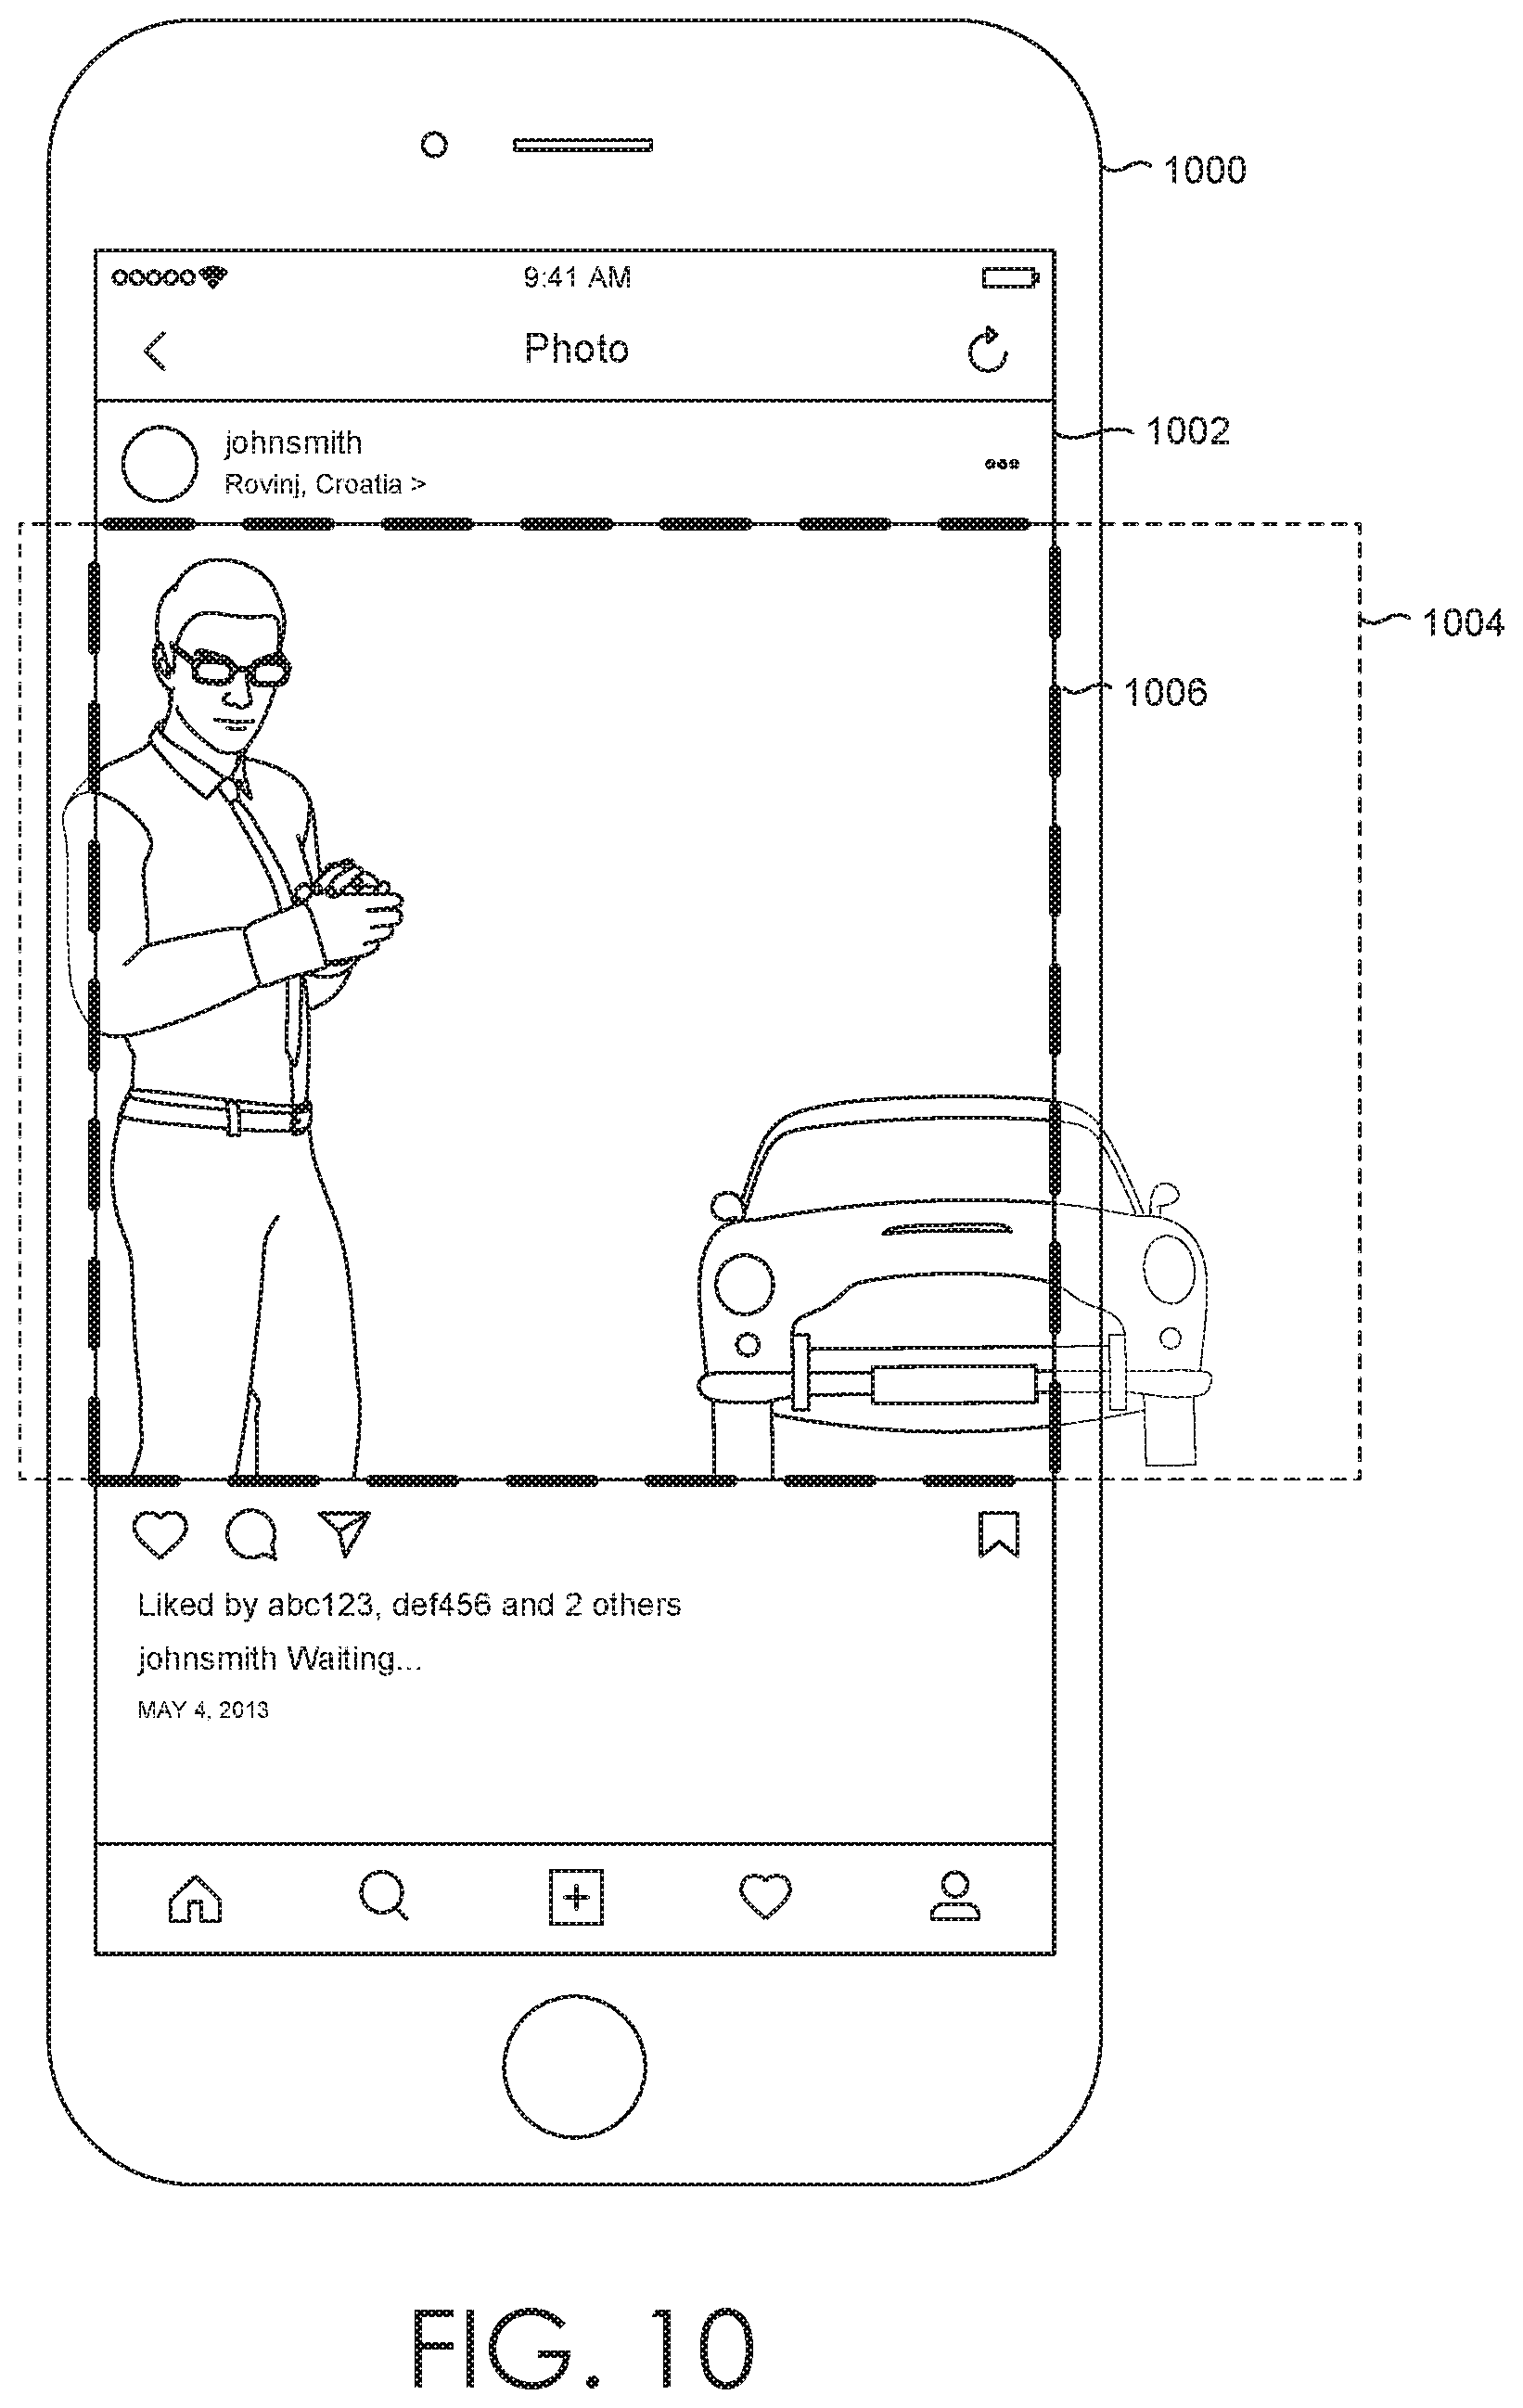 1000
9:41 AM
Photo
1002
johnsmith
Rovinj, Croatia >
1004
1006
Liked by abc123, def456 and 2 others
johnsmith Waiting...
MAY 4, 2013
FIG. 10